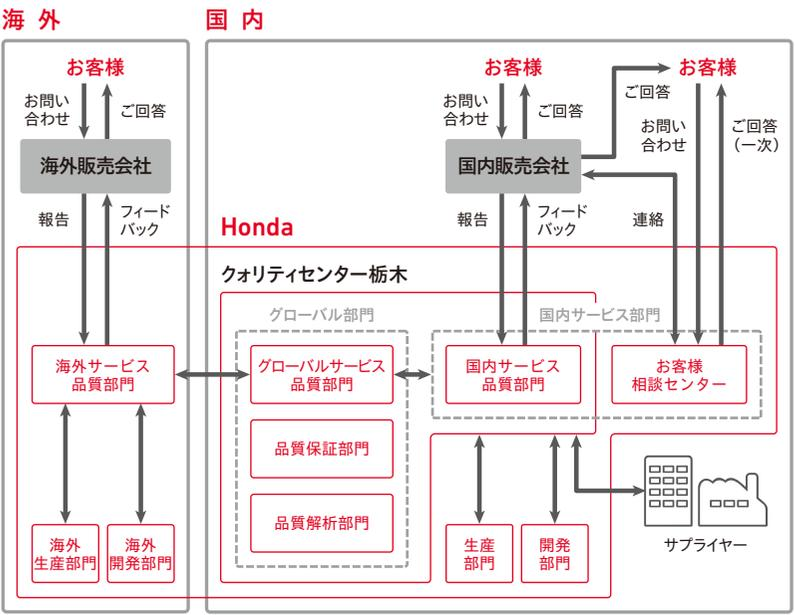 海 外
国 内
お客様
お問い
合わせ
ご回答
海外販売会社
報告
フィード
バック
お客様
お問い
合わせ
ご回答
国内販売会社
報告
フィード
バック
お客様
ご回答
お問い
合わせ
ご回答
（一次）
連絡
Honda
クォリティセンター栃木
グローバル部門
国内サービス部門
海外サービス
品質部門
グローバルサービス
品質部門
国内サービス
品質部門
お客様
相談センター
品質保証部門
品質解析部門
海外
生産部門
海外
開発部門
生産
部門
開発
部門
サプライヤー